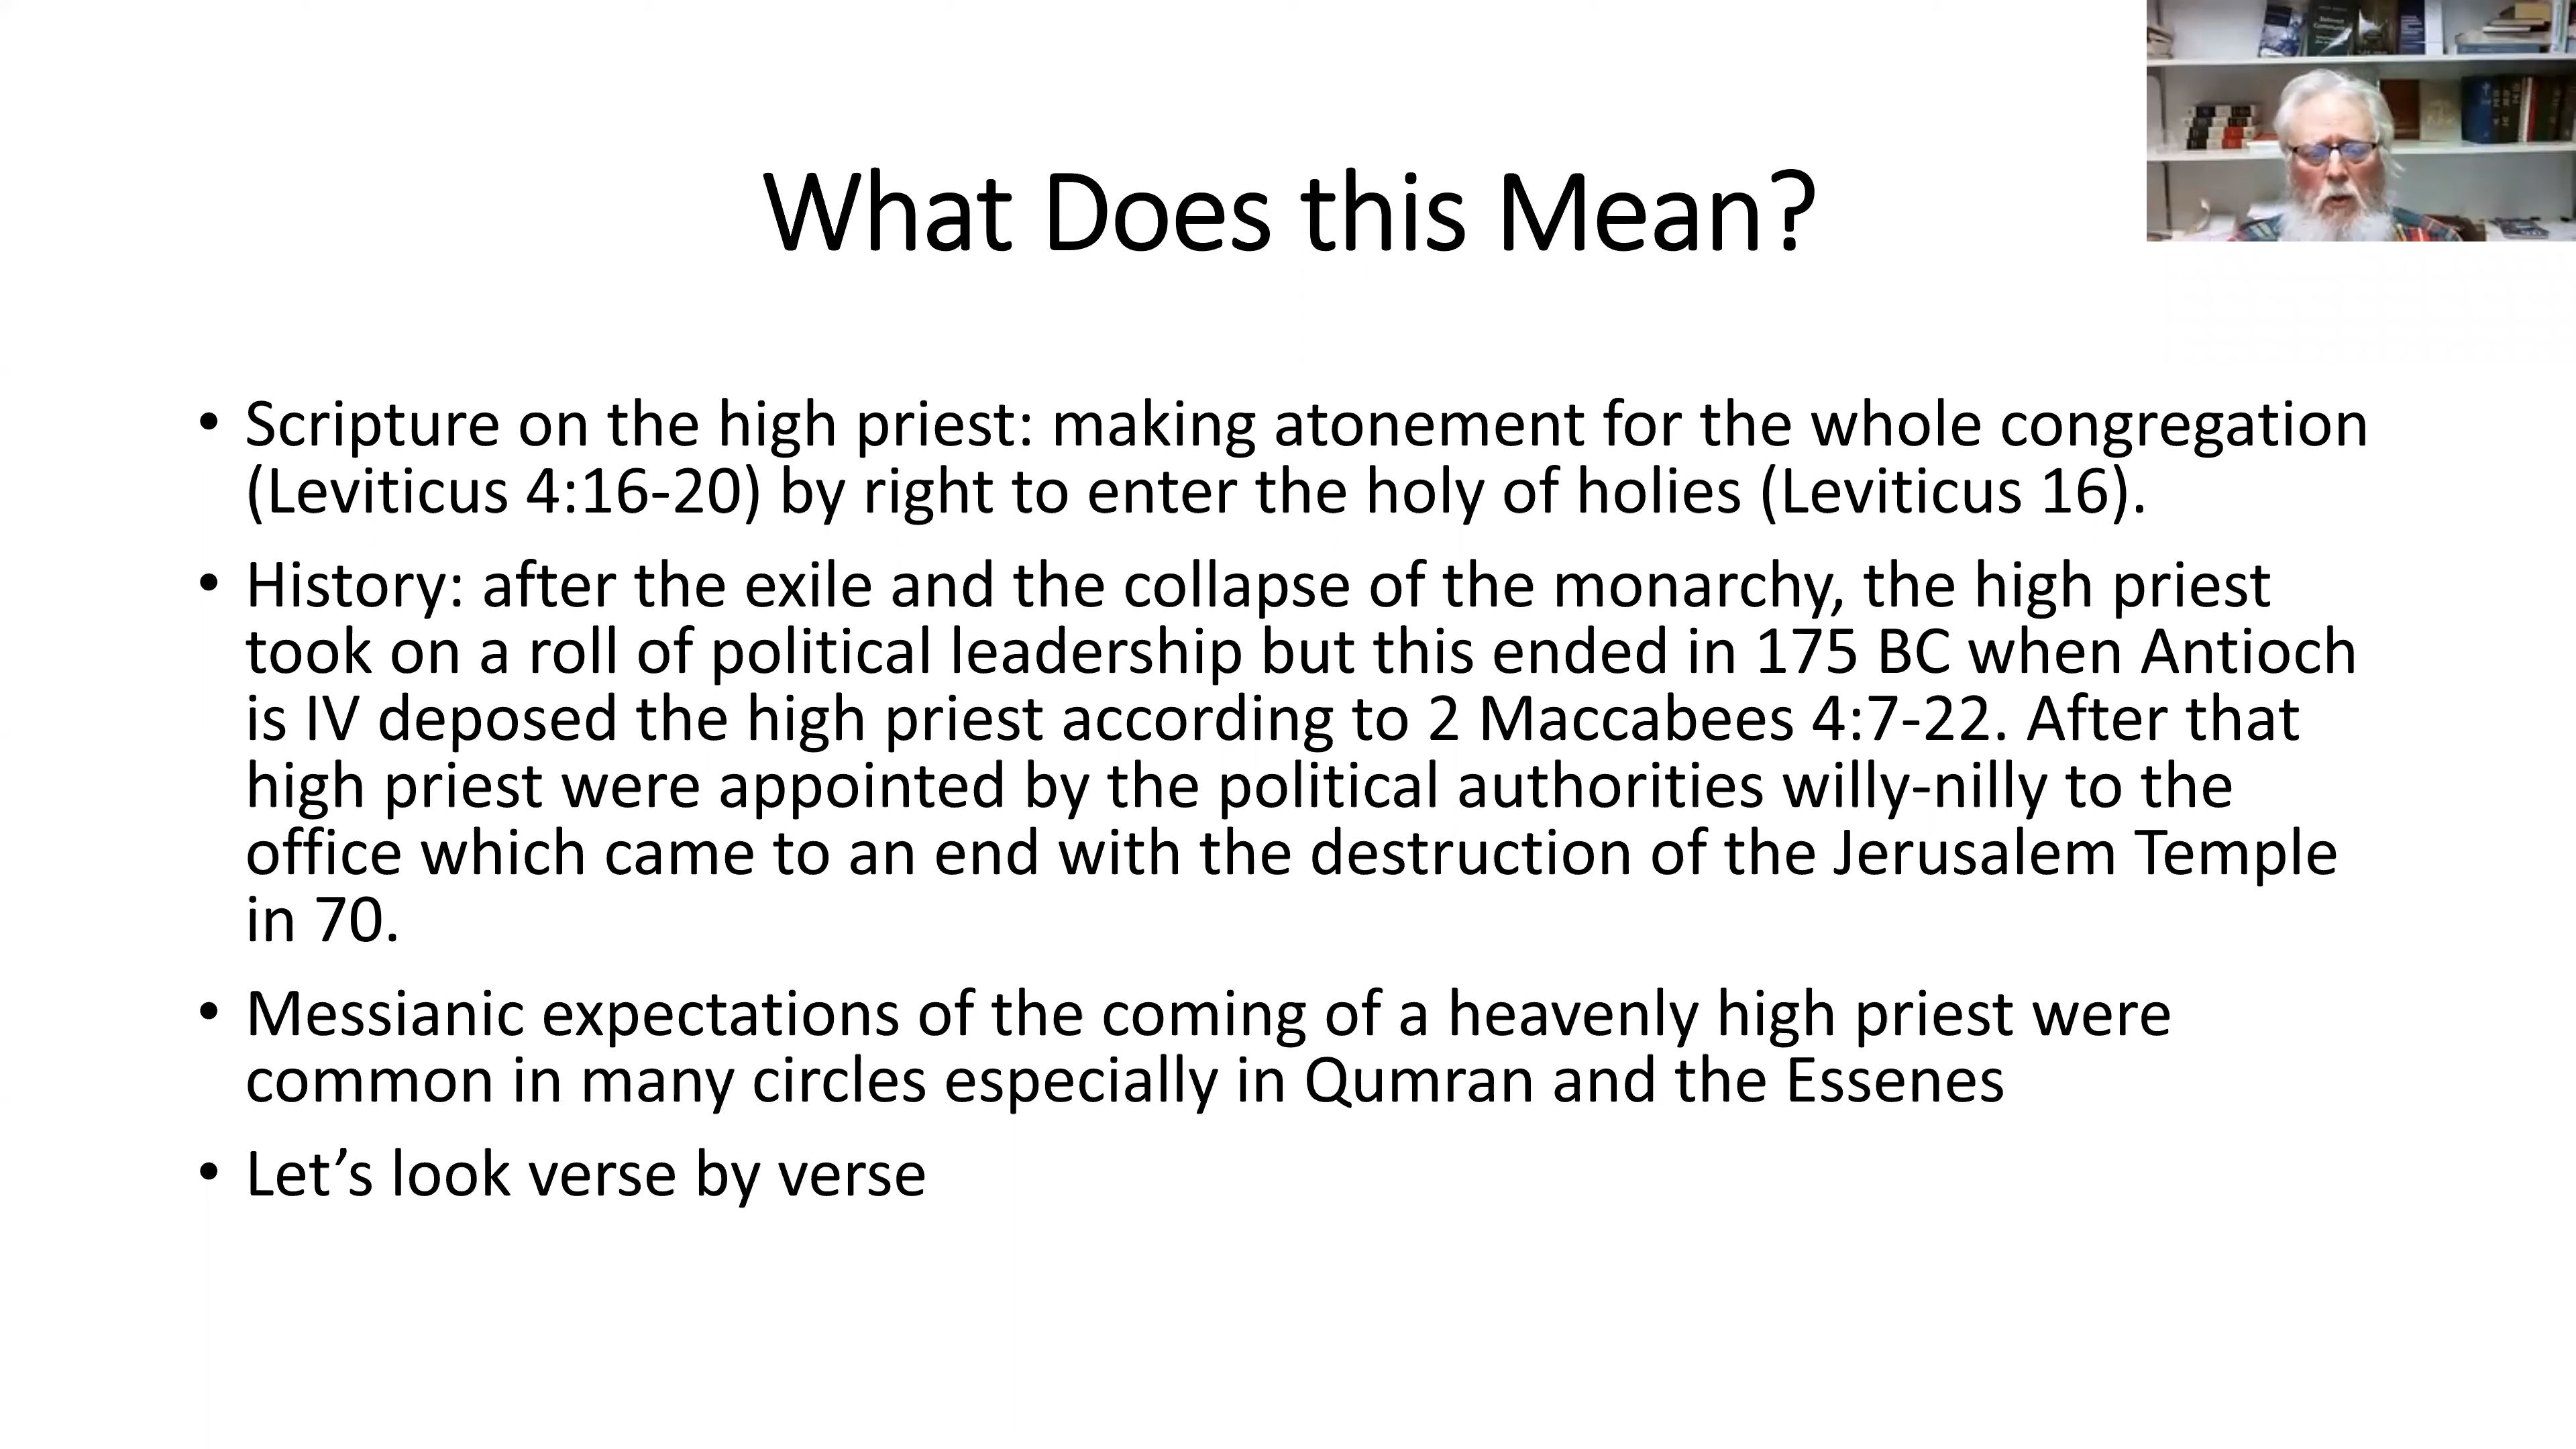 What Does this Mean?
• Scripture on the high priest: making atonement for the whole congregation
(Leviticus 4:16-20) by right to enter the holy of holies (Leviticus 16).
• History: after the exile and the collapse of the monarchy, the high priest
took on a roll of political leadership but this ended in 175 BC when Antioch
is IV deposed the high priest according to 2 Maccabees 4:7-22. After that
high priest were appointed by the political authorities willy-nilly to the
office which came to an end with the destruction of the Jerusalem Temple
in 70.
• Messianic expectations of the coming of a heavenly high priest were
common in many circles especially in Qumran and the Essenes
• Let’s look verse by verse